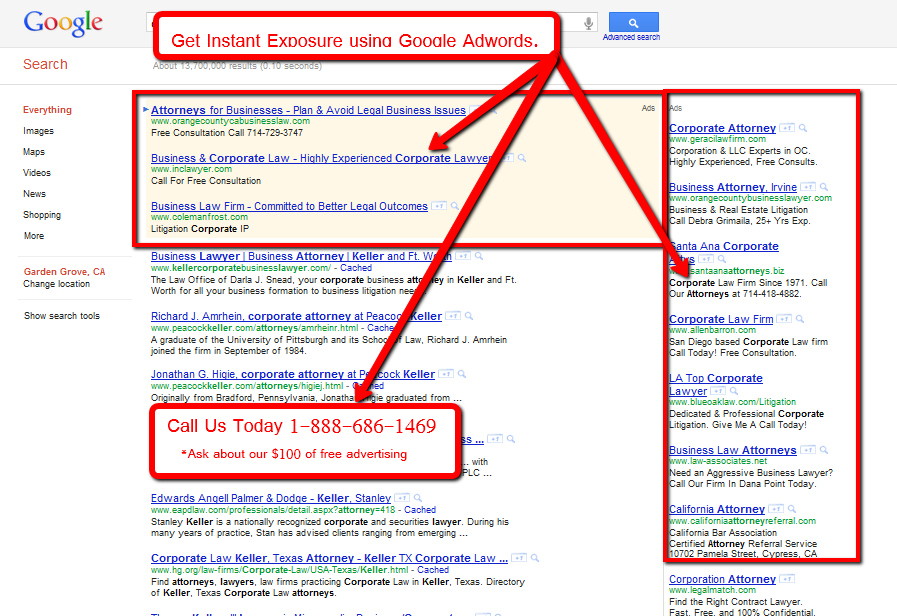 Google
Get Instant Exposure using Google Adwords.
Advanced search
Search
About 13,700,000 results (0.10 seconds)
Everything
Images
Maps
Videos
News
Shopping
More
Garden Grove, CA
Change location
Show search tools
Attorneys for Businesses - Plan & Avoid Legal Business Issues
Ads
www.orangecountycabusinesslaw.com
Free Consultation Call 714-729-3747
Business & Corporate Law - Highly Experienced Corporate Lawyer
www.inclawyer.com
Call For Free Consultation
Business Law Firm - Committed to Better Legal Outcomes
www.colemanfrost.com
Litigation Corporate IP
Business Lawyer | Business Attorney | Keller and Ft. Worth
www.kellercorporatebusinesslawyer.com/ - Cached
The Law Office of Darla J. Snead, your corporate business attorney in Keller and Ft.
Worth for all your business formation to business litigation needs
Richard J. Amrhein, corporate attorney at Peacock Keller
www.peacockkeller.com/attorneys/amrheinr.html - Cached
A graduate of the University of Pittsburgh and its School of Law, Richard J. Amrhein
joined the firm in September of 1984.
Jonathan G. Higie, corporate attorney at Peacock Keller
www.peacockkeller.com/attorneys/higiej.html - Cached
Originally from Bradford, Pennsylvania, Jonathan Higie graduated from ...
Call Us Today 1-888-686-1469
*Ask about our $100 of free advertising
ss ...
... with
PLC ...
Edwards Angell Palmer & Dodge - Keller, Stanley
www.eapdlaw.com/professionals/detail.aspx?attorney=418 - Cached
Stanley Keller is a nationally recognized corporate and securities lawyer. During his
many years of practice, Stan has advised clients ranging from emerging ...
Corporate Law Keller, Texas Attorney - Keller TX Corporate Law ...
www.hg.org/law-firms/Corporate-Law/USA-Texas/Keller.html - Cached
Find attorneys, lawyers, law firms practicing Corporate Law in Keller, Texas. Directory
of Keller, Texas Corporate Law attorneys.
Ads
Corporate Attorney
www.geracilawfirm.com
Corporation & LLC Experts in OC.
Highly Experienced, Free Consults.
Business Attorney, Irvine
www.orangecountybusinesslawyer.com
Business & Real Estate Litigation
Call Debra Grimaila, 25+ Yrs Exp.
Santa Ana Corporate
santaanaattorneys.biz
Corporate Law Firm Since 1971. Call
Our Attorneys at 714-418-4882.
Corporate Law Firm
www.allenbarron.com
San Diego based Corporate Law firm
Call Today! Free Consultation.
LA Top Corporate
Lawyer
www.blueoaklaw.com/Litigation
Dedicated & Professional Corporate
Litigation. Give Me A Call Today!
Business Law Attorneys
www.law-associates.net
Need an Aggressive Business Lawyer?
Call Our Firm In Dana Point Today.
California Attorney
www.californiaattorneyreferral.com
California Bar Association
Certified Attorney Referral Service
10702 Pamela Street, Cypress, CA
Corporation Attorney
www.legalmatch.com
Find the Right Contract Lawyer.
Fast, Free, and 100% Confidential.